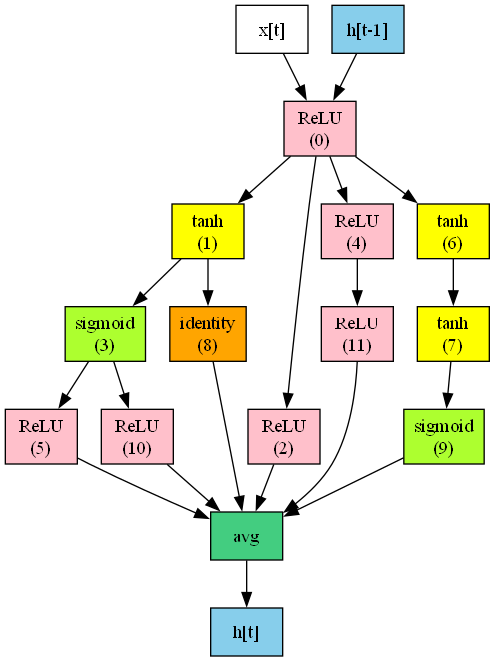 x[t]
h[t-1]
ReLU
(0)
tanh
(1)
ReLU
(4)
tanh
(6)
sigmoid
(3)
identity
(8)
ReLU
(11)
tanh
(7)
ReLU
(5)
ReLU
(10)
ReLU
(2)
sigmoid
(9)
avg
h[t]